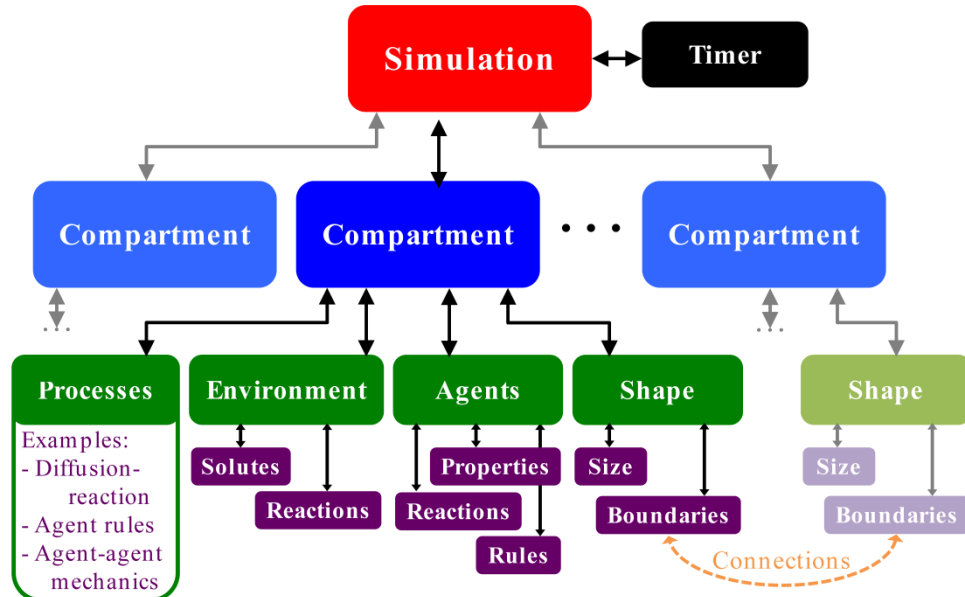 Simulation
Timer
Compartment
Compartment
• • •
Compartment
...
...
Processes
Environment
Agents
Shape
Shape
Examples:
- Diffusion-
reaction
- Agent rules
- Agent-agent
mechanics
Solutes
Reactions
Properties
Reactions
Rules
Size
Boundaries
Size
Boundaries
Connections